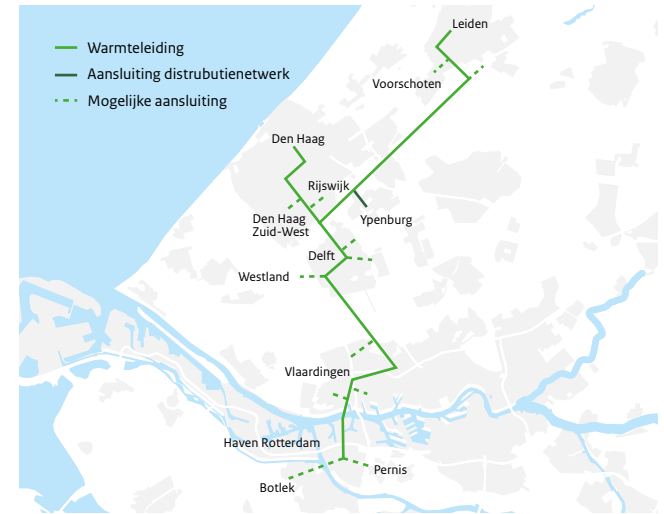 Leiden
Warmteleiding
Aansluiting distrubutienetwerk
Voorschoten
Mogelijke aansluiting
Den Haag
Rijswijk
Den Haag
Zuid-West
Ypenburg
Delft
Westland
Vlaardingen
Haven Rotterdam
Pernis
Botlek